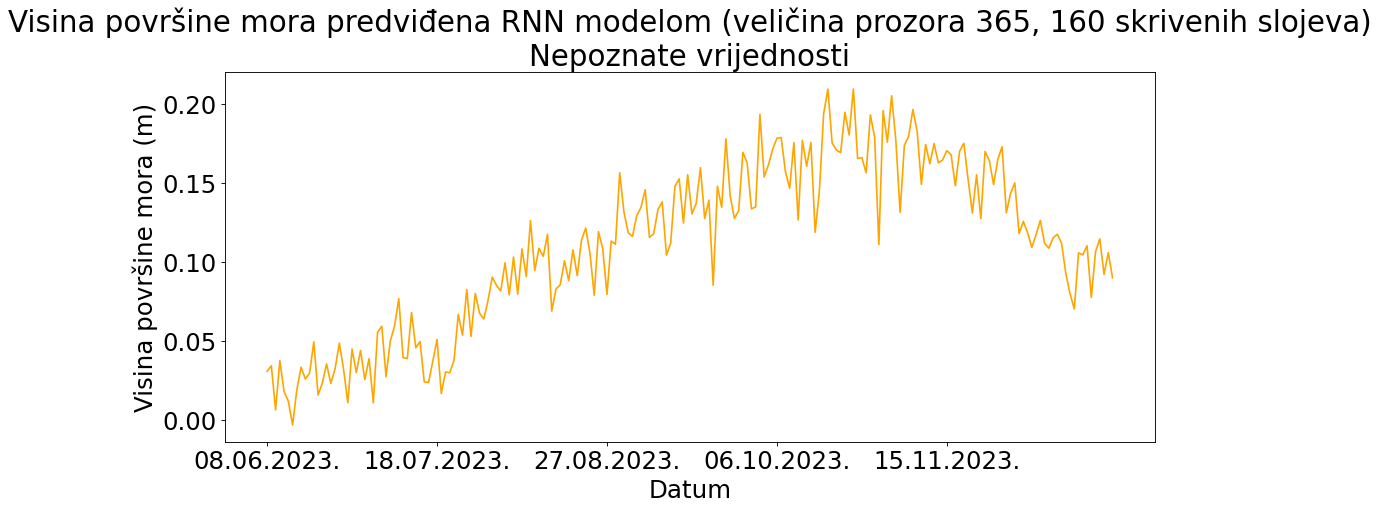 Visina površine mora predviđena RNN modelom (veličina prozora 365, 160 skrivenih slojeva)
Nepoznate vrijednosti
Visina površine mora (m)
0.20
0.15
0.10
0.05
0.00
08.06.2023. 18.07.2023. 27.08.2023. 06.10.2023. 15.11.2023.
Datum